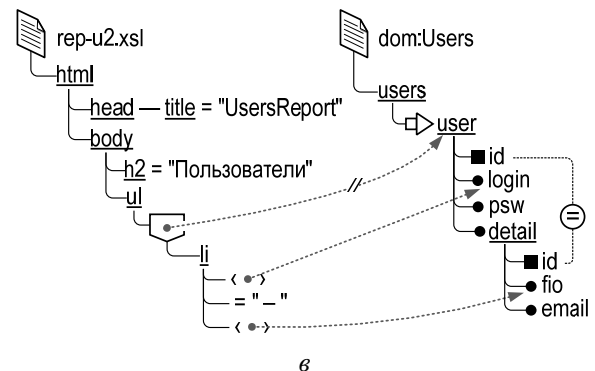 rep-u2.xsl
html
head — title = "UsersReport"
body
h2 = "Пользователи"
ul
li
‹ › 
= " – "
‹ ›
dom:Users
users
user
id
login
psw
detail
id
fio
email
//
=
в